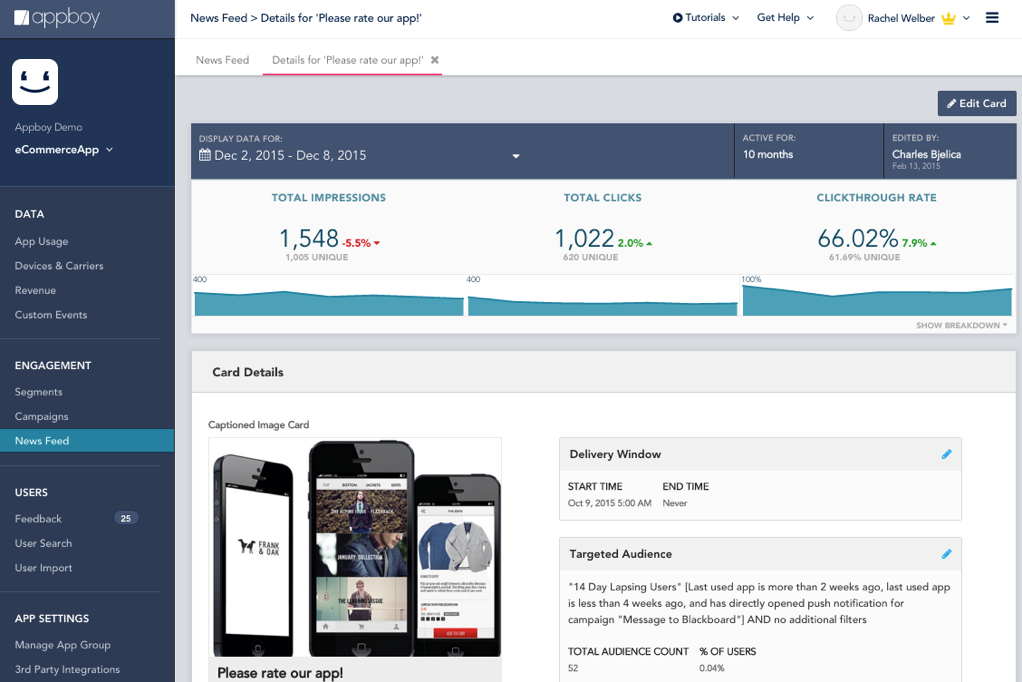 appboy
News Feed > Details for 'Please rate our app!'
Tutorials
Get Help
Rachel Welber
News Feed
Details for 'Please rate our app!' ✖
Appboy Demo
eCommerceApp
DATA
App Usage
Devices & Carriers
Revenue
Custom Events
ENGAGEMENT
Segments
Campaigns
News Feed
USERS
Feedback 25
User Search
User Import
APP SETTINGS
Manage App Group
3rd Party Integrations
Edit Card
DISPLAY DATA FOR:
Dec 2, 2015 - Dec 8, 2015
ACTIVE FOR:
10 months
EDITED BY:
Charles Bjelica
Feb 13, 2015
TOTAL IMPRESSIONS
1,548 -5.5%
1,005 UNIQUE
400
TOTAL CLICKS
1,022 2.0%
620 UNIQUE
400
CLICKTHROUGH RATE
66.02% 7.9%
61.69% UNIQUE
100%
SHOW BREAKDOWN
Card Details
Captioned Image Card
FRANK
& OAK
TOP BOTTOM JACKETS
JANUARY COLLECTION
THE LAYERING ISSUE
ADD TO CART
Please rate our app!
Delivery Window
START TIME END TIME
Oct 9, 2015 5:00 AM Never
Targeted Audience
"14 Day Lapsing Users" [Last used app is more than 2 weeks ago, last used app
is less than 4 weeks ago, and has directly opened push notification for
campaign "Message to Blackboard"] AND no additional filters
TOTAL AUDIENCE COUNT % OF USERS
52 0.04%